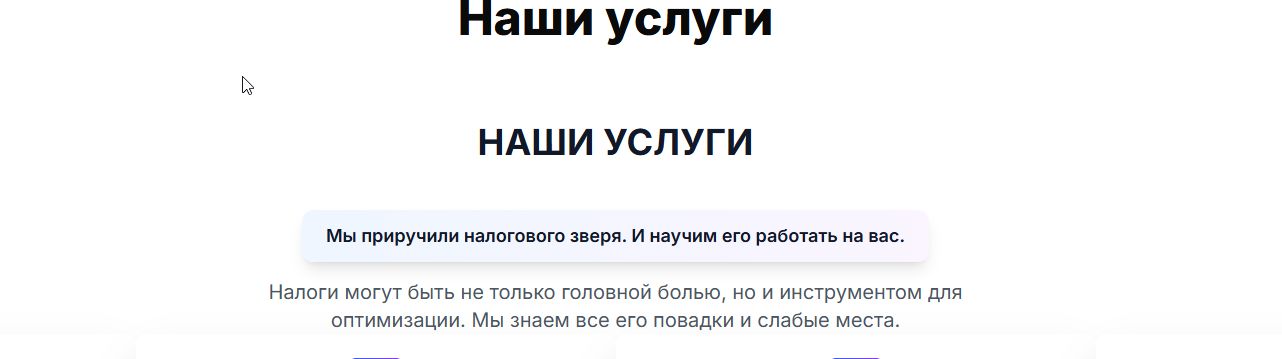 Наши услуги
НАШИ УСЛУГИ
Мы приручили налогового зверя. И научим его работать на вас.
Налоги могут быть не только головной болью, но и инструментом для
оптимизации. Мы знаем все его повадки и слабые места.